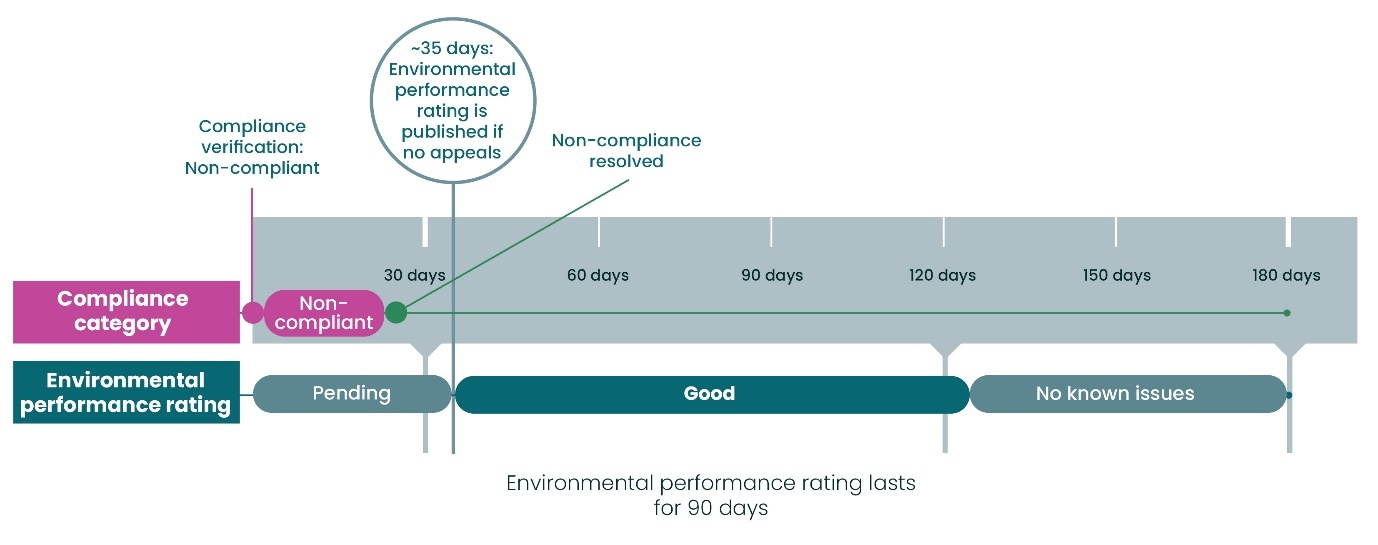 ~35 days:
Environmental
performance
rating is
published if
no appeals
Compliance
verification:
Non-compliant
Non-compliance
resolved
30 days
60 days
90 days
120 days
150 days
180 days
Compliance
category
Non-
compliant
Environmental
performance rating
Pending
Good
No known issues
Environmental performance rating lasts
for 90 days